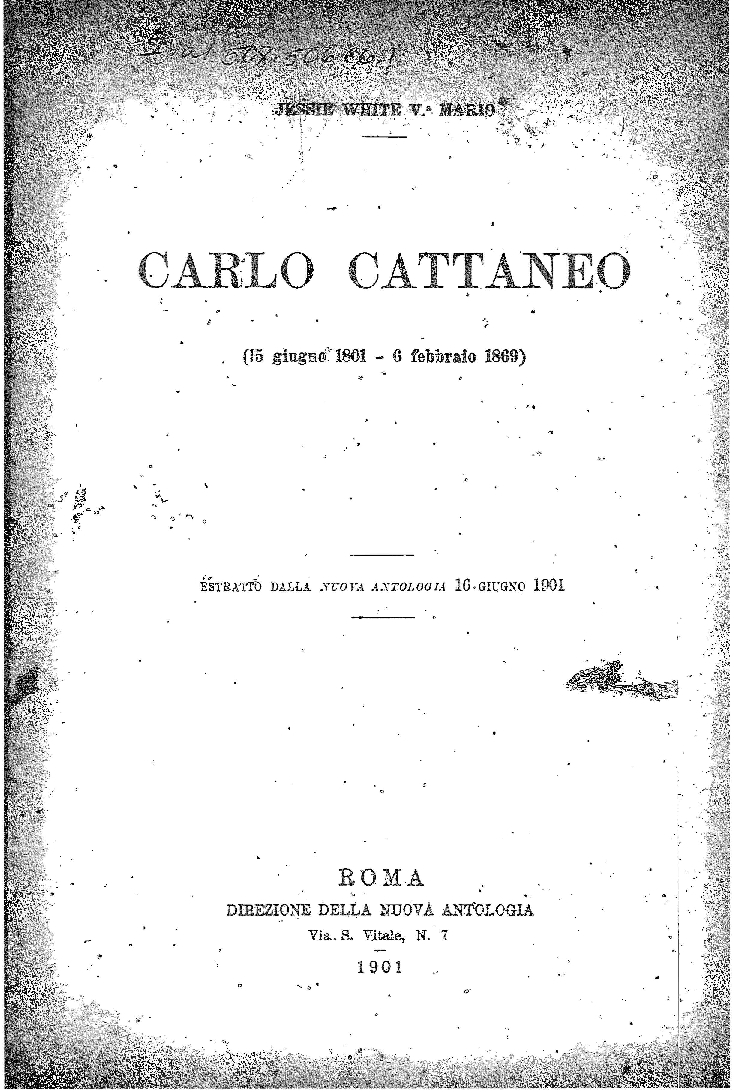 JESSIE WHITE V.ª MARIO
CARLO CATTANEO
(15 giugno 1801 - 6 febbraio 1869)
ESTRATTO DALLA NUOVA ANTOLOGIA 16 GIUGNO 1901
ROMA
DIREZIONE DELLA NUOVA ANTOLOGIA
Via S. Vitale, N. 7
1901